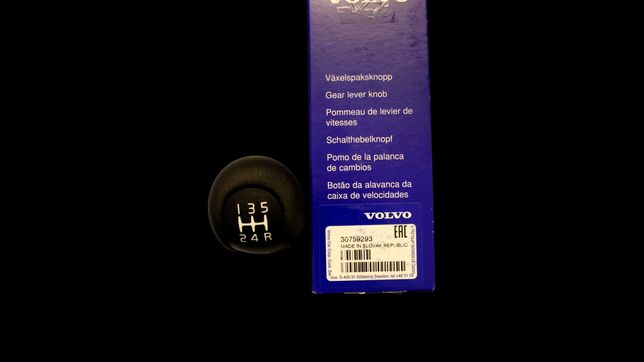 VOLVO
Växelspaksknopp
Gear lever knob
Pommeau de levier de
vitesses
Schalthebelknopf
Pomo de la palanca
de cambios
Botão da alavanca da
caixa de velocidades
VOLVO
EAC
30759293
MADE IN SLOVAK REPUBLIC
1 3 5
2 4 R